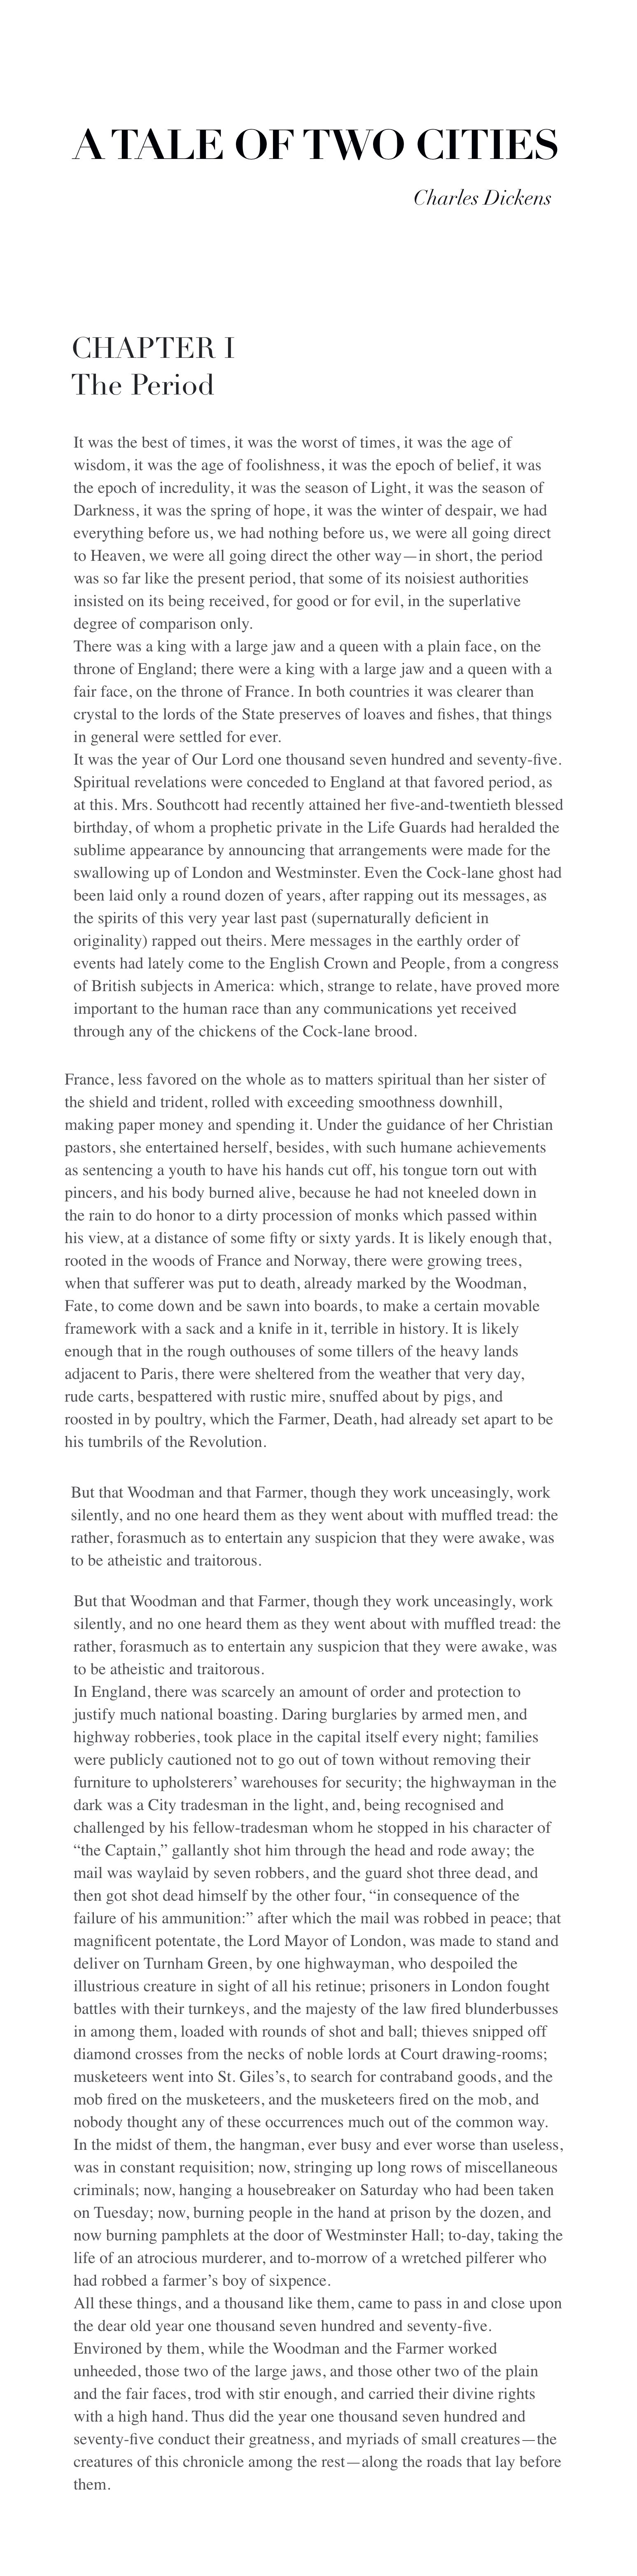 A TALE OF TWO CITIES
Charles Dickens
CHAPTER I
The Period
It was the best of times, it was the worst of times, it was the age of
wisdom, it was the age of foolishness, it was the epoch of belief, it was
the epoch of incredulity, it was the season of Light, it was the season of
Darkness, it was the spring of hope, it was the winter of despair, we had
everything before us, we had nothing before us, we were all going direct
to Heaven, we were all going direct the other way—in short, the period
was so far like the present period, that some of its noisiest authorities
insisted on its being received, for good or for evil, in the superlative
degree of comparison only.
There was a king with a large jaw and a queen with a plain face, on the
throne of England; there were a king with a large jaw and a queen with a
fair face, on the throne of France. In both countries it was clearer than
crystal to the lords of the State preserves of loaves and fishes, that things
in general were settled for ever.
It was the year of Our Lord one thousand seven hundred and seventy-five.
Spiritual revelations were conceded to England at that favored period, as
at this. Mrs. Southcott had recently attained her five-and-twentieth blessed
birthday, of whom a prophetic private in the Life Guards had heralded the
sublime appearance by announcing that arrangements were made for the
swallowing up of London and Westminster. Even the Cock-lane ghost had
been laid only a round dozen of years, after rapping out its messages, as
the spirits of this very year last past (supernaturally deficient in
originality) rapped out theirs. Mere messages in the earthly order of
events had lately come to the English Crown and People, from a congress
of British subjects in America: which, strange to relate, have proved more
important to the human race than any communications yet received
through any of the chickens of the Cock-lane brood.
France, less favored on the whole as to matters spiritual than her sister of
the shield and trident, rolled with exceeding smoothness downhill,
making paper money and spending it. Under the guidance of her Christian
pastors, she entertained herself, besides, with such humane achievements
as sentencing a youth to have his hands cut off, his tongue torn out with
pincers, and his body burned alive, because he had not kneeled down in
the rain to do honor to a dirty procession of monks which passed within
his view, at a distance of some fifty or sixty yards. It is likely enough that,
rooted in the woods of France and Norway, there were growing trees,
when that sufferer was put to death, already marked by the Woodman,
Fate, to come down and be sawn into boards, to make a certain movable
framework with a sack and a knife in it, terrible in history. It is likely
enough that in the rough outhouses of some tillers of the heavy lands
adjacent to Paris, there were sheltered from the weather that very day,
rude carts, bespattered with rustic mire, snuffed about by pigs, and
roosted in by poultry, which the Farmer, Death, had already set apart to be
his tumbrils of the Revolution.
But that Woodman and that Farmer, though they work unceasingly, work
silently, and no one heard them as they went about with muffled tread: the
rather, forasmuch as to entertain any suspicion that they were awake, was
to be atheistic and traitorous.
But that Woodman and that Farmer, though they work unceasingly, work
silently, and no one heard them as they went about with muffled tread: the
rather, forasmuch as to entertain any suspicion that they were awake, was
to be atheistic and traitorous.
In England, there was scarcely an amount of order and protection to
justify much national boasting. Daring burglaries by armed men, and
highway robberies, took place in the capital itself every night; families
were publicly cautioned not to go out of town without removing their
furniture to upholsterers’ warehouses for security; the highwayman in the
dark was a City tradesman in the light, and, being recognised and
challenged by his fellow-tradesman whom he stopped in his character of
“the Captain,” gallantly shot him through the head and rode away; the
mail was waylaid by seven robbers, and the guard shot three dead, and
then got shot dead himself by the other four, “in consequence of the
failure of his ammunition:” after which the mail was robbed in peace; that
magnificent potentate, the Lord Mayor of London, was made to stand and
deliver on Turnham Green, by one highwayman, who despoiled the
illustrious creature in sight of all his retinue; prisoners in London fought
battles with their turnkeys, and the majesty of the law fired blunderbusses
in among them, loaded with rounds of shot and ball; thieves snipped off
diamond crosses from the necks of noble lords at Court drawing-rooms;
musketeers went into St. Giles’s, to search for contraband goods, and the
mob fired on the musketeers, and the musketeers fired on the mob, and
nobody thought any of these occurrences much out of the common way.
In the midst of them, the hangman, ever busy and ever worse than useless,
was in constant requisition; now, stringing up long rows of miscellaneous
criminals; now, hanging a housebreaker on Saturday who had been taken
on Tuesday; now, burning people in the hand at prison by the dozen, and
now burning pamphlets at the door of Westminster Hall; to-day, taking the
life of an atrocious murderer, and to-morrow of a wretched pilferer who
had robbed a farmer’s boy of sixpence.
All these things, and a thousand like them, came to pass in and close upon
the dear old year one thousand seven hundred and seventy-five.
Environed by them, while the Woodman and the Farmer worked
unheeded, those two of the large jaws, and those other two of the plain
and the fair faces, trod with stir enough, and carried their divine rights
with a high hand. Thus did the year one thousand seven hundred and
seventy-five conduct their greatness, and myriads of small creatures—the
creatures of this chronicle among the rest—along the roads that lay before
them.